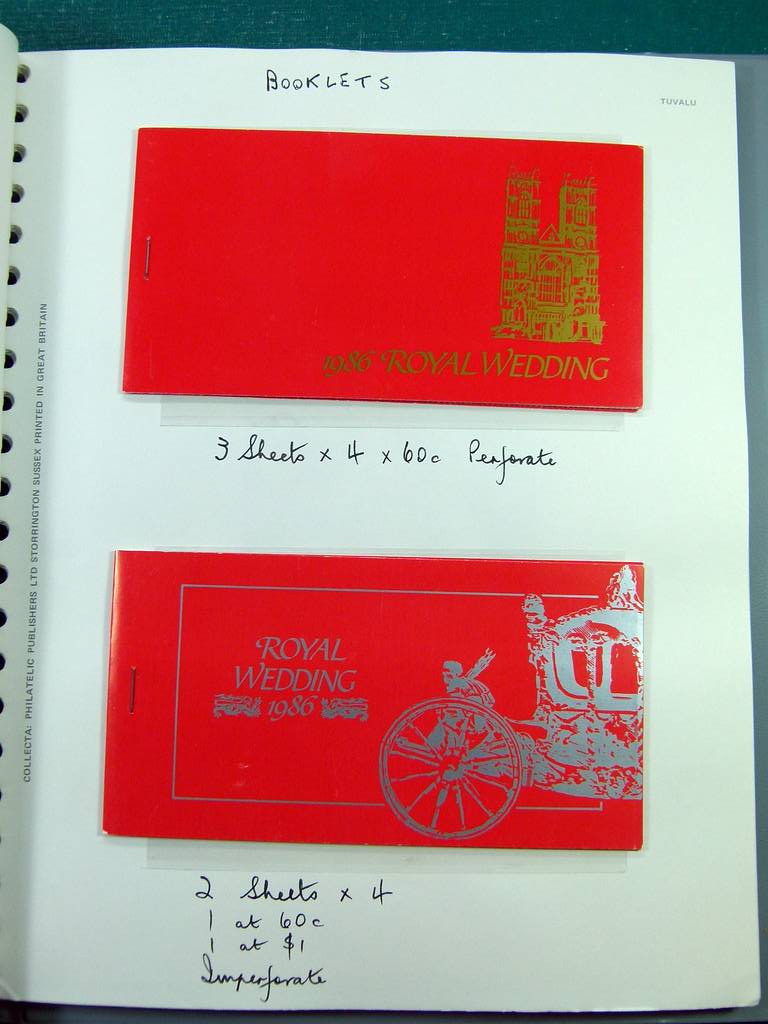 BOOKLETS
TUVALU
1986 ROYAL WEDDING
3 Sheets x 4 x 60c Perforate
ROYAL
WEDDING
1986
2 Sheets x 4
1 at 60c
1 at $1
Imperforate
COLLECTA: PHILATELIC PUBLISHERS LTD STORRINGTON SUSSEX PRINTED IN GREAT BRITAIN